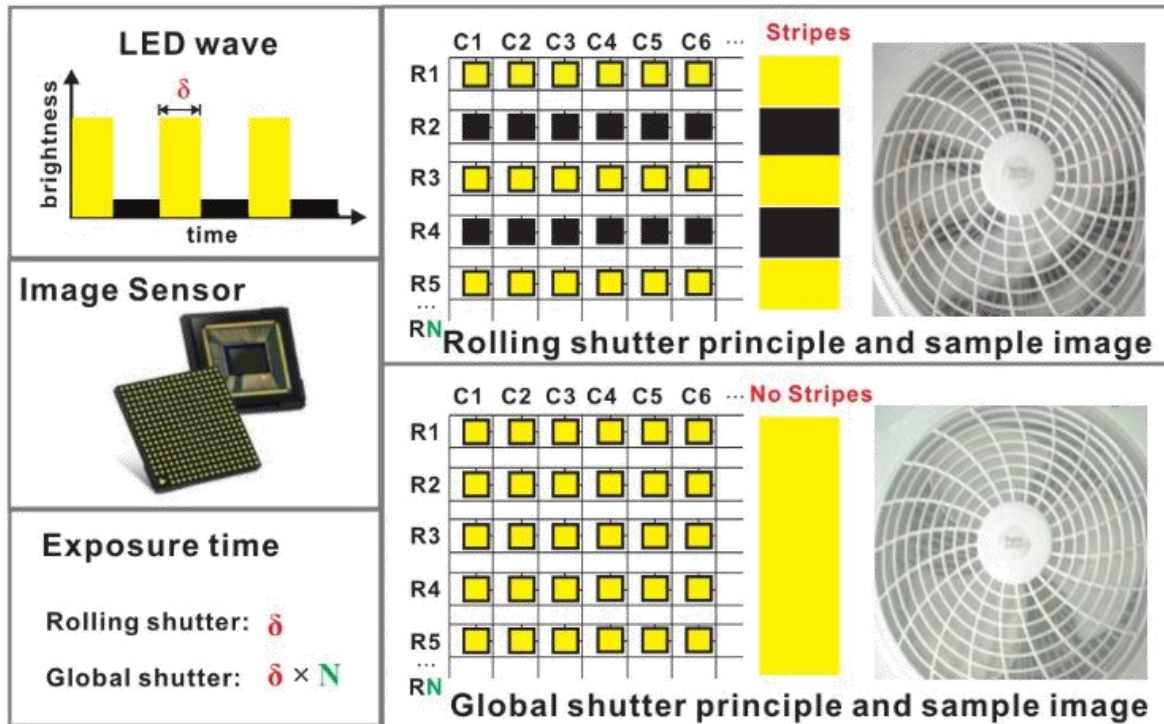 LED wave
δ
brightness
time
Image Sensor
Exposure time
Rolling shutter: δ
Global shutter: δ × N
C1 C2 C3 C4 C5 C6 ... Stripes
R1
R2
R3
R4
R5
...
RN
Rolling shutter principle and sample image
C1 C2 C3 C4 C5 C6 ... No Stripes
R1
R2
R3
R4
R5
...
RN
Global shutter principle and sample image